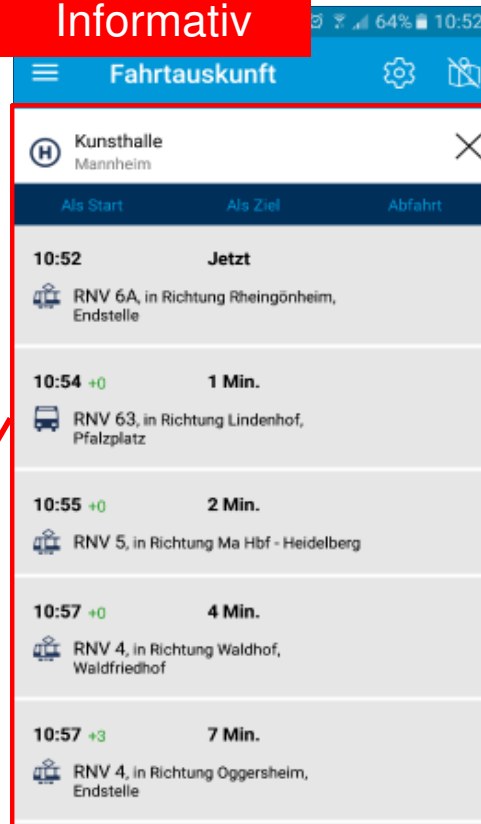 Informativ
64% 10:52
Fahrtauskunft
H Kunsthalle
Mannheim
Als Start Als Ziel Abfahrt
10:52 Jetzt
RNV 6A, in Richtung Rheingönheim,
Endstelle
10:54 +0 1 Min.
RNV 63, in Richtung Lindenhof,
Pfalzplatz
10:55 +0 2 Min.
RNV 5, in Richtung Ma Hbf - Heidelberg
10:57 +0 4 Min.
RNV 4, in Richtung Waldhof,
Waldfriedhof
10:57 +3 7 Min.
RNV 4, in Richtung Oggersheim,
Endstelle